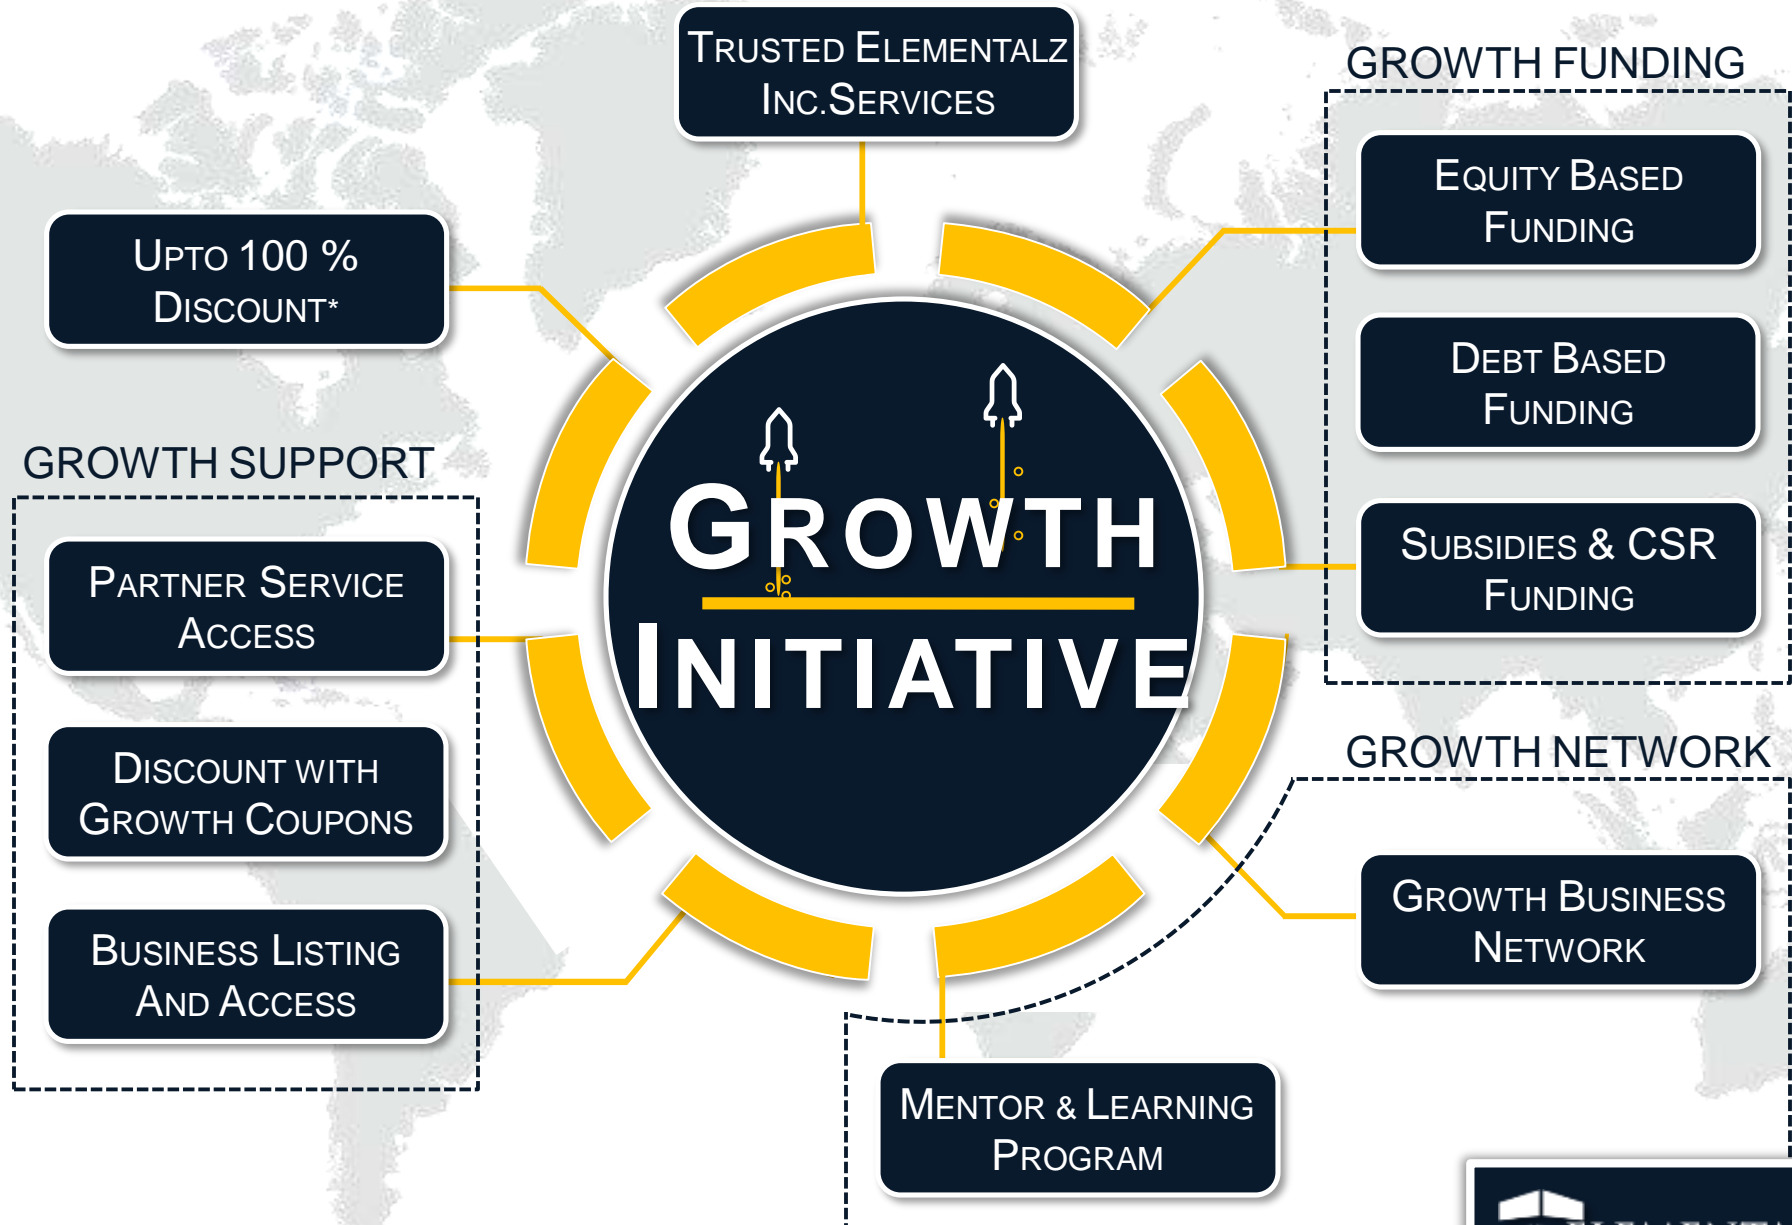 TRUSTED ELEMENTALZ
INC.SERVICES
GROWTH FUNDING
EQUITY BASED
FUNDING
DEBT BASED
FUNDING
SUBSIDIES & CSR
FUNDING
UPTO 100 %
DISCOUNT*
GROWTH SUPPORT
PARTNER SERVICE
ACCESS
DISCOUNT WITH
GROWTH COUPONS
BUSINESS LISTING
AND ACCESS
GROWTH
INITIATIVE
GROWTH NETWORK
GROWTH BUSINESS
NETWORK
MENTOR & LEARNING
PROGRAM